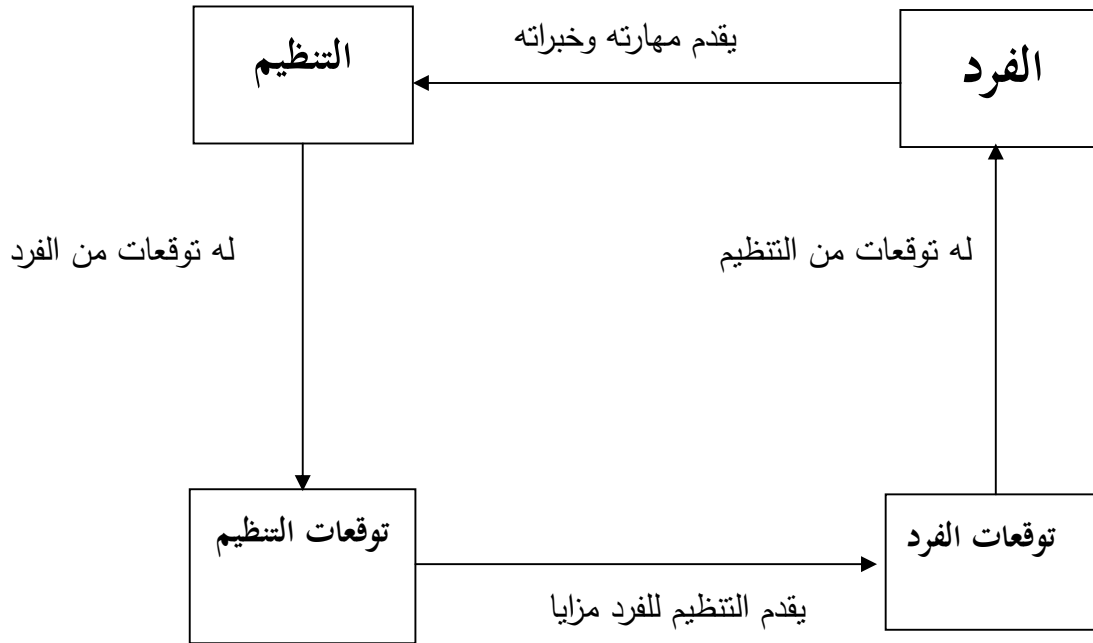 الفرد
يقدم مهارته وخبراته
التنظيم
له توقعات من التنظيم
له توقعات من الفرد
توقعات الفرد
توقعات التنظيم
يقدم التنظيم للفرد مزايا